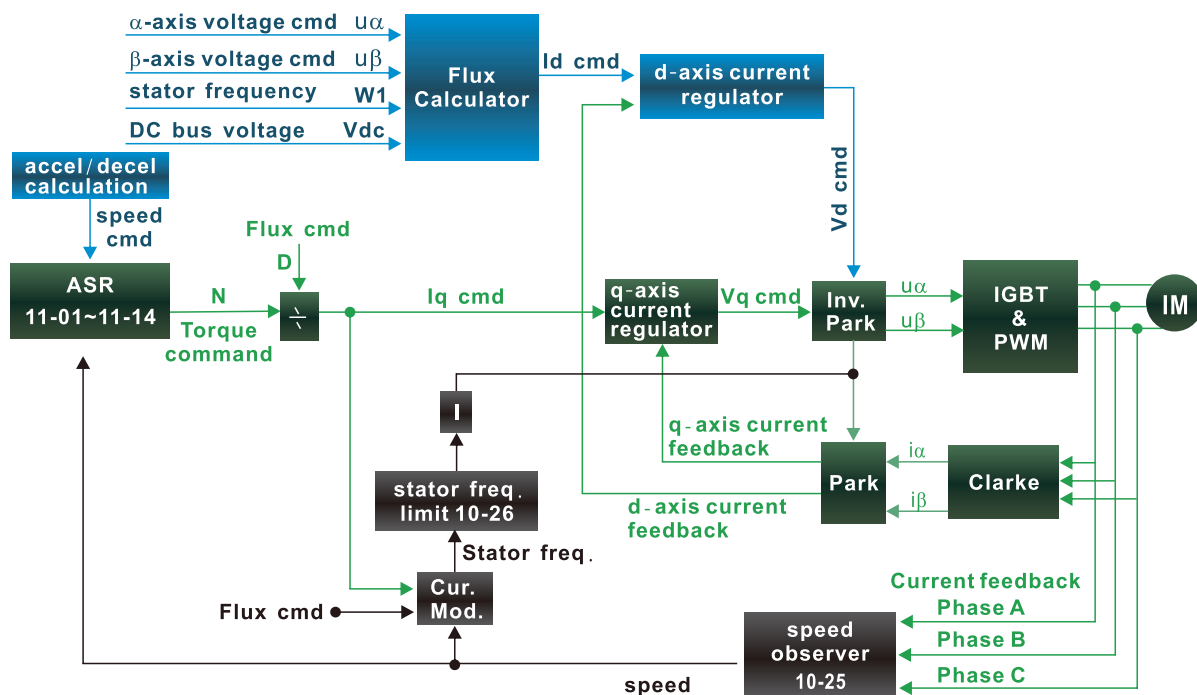 α-axis voltage cmd uα
β-axis voltage cmd uβ
stator frequency W1
DC bus voltage Vdc
Flux
Calculator
Id cmd
d-axis current
regulator
accel/decel
calculation
speed
cmd
Flux cmd
D
Vd cmd
ASR
11-01~11-14
N
Torque
command
÷
Iq cmd
q-axis
current
regulator
Vq cmd
Inv.
Park
uα
uβ
IGBT
&
PWM
IM
I
q-axis current
feedback
stator freq.
limit 10-26
d-axis current
feedback
Park
iα
iβ
Clarke
Stator freq.
Cur.
Mod.
Flux cmd
Current feedback
Phase A
Phase B
Phase C
speed
observer
10-25
speed